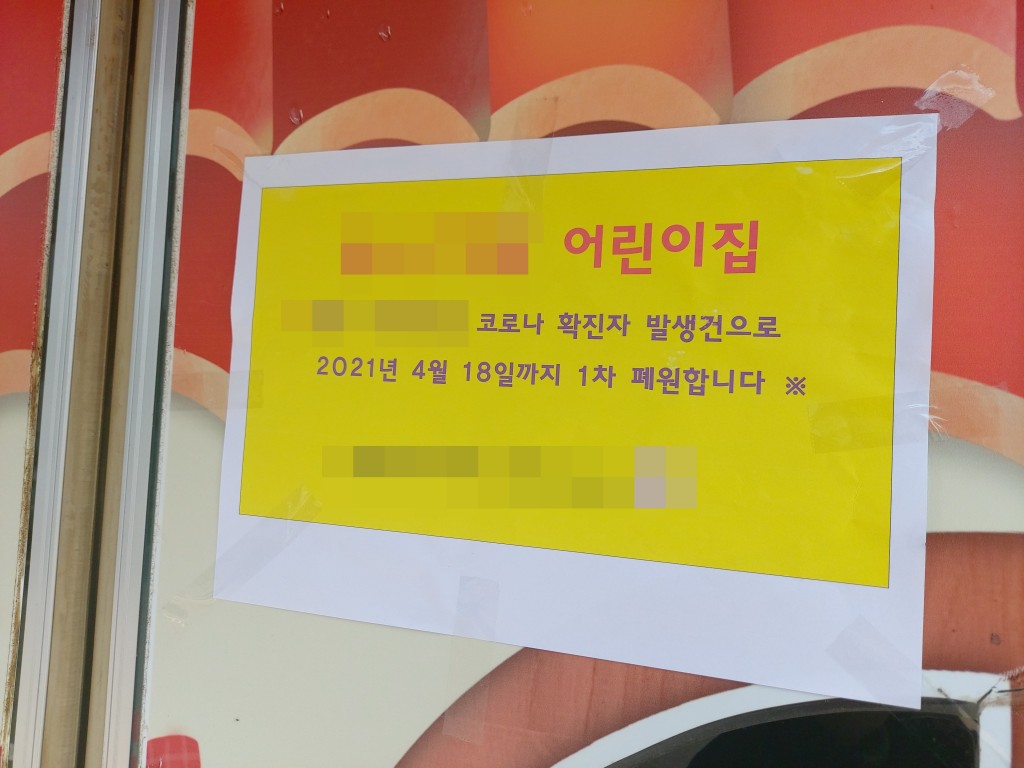 어린이집
코로나 확진자 발생건으로
2021년 4월 18일까지 1차 폐원합니다 ※